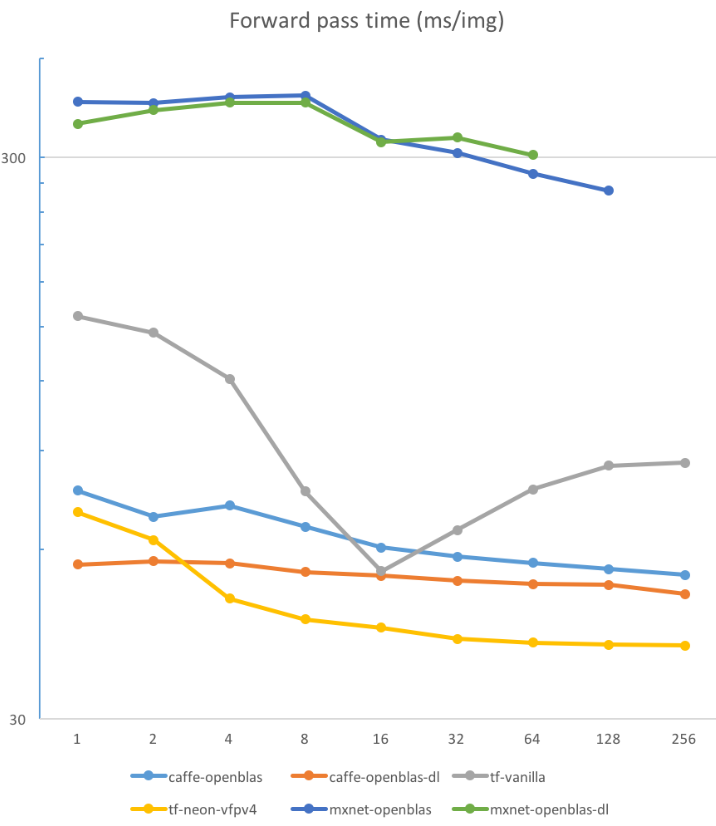 Forward pass time (ms/img)
300
30
1 2 4 8 16 32 64 128 256
caffe-openblas caffe-openblas-dl tf-vanilla
tf-neon-vfpv4 mxnet-openblas mxnet-openblas-dl